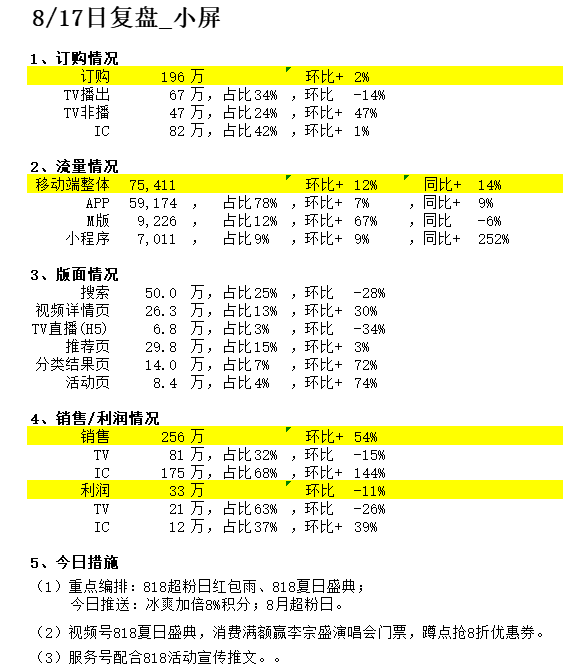 8/17日复盘_小屏
1、订购情况
订购 196 万 环比+ 2%
TV播出 67 万，占比34% ，环比 -14%
TV非播 47 万，占比24% ，环比+ 47%
IC 82 万，占比42% ，环比+ 1%
2、流量情况
移动端整体 75,411 环比+ 12% 同比+ 14%
APP 59,174 ， 占比78% ，环比+ 7% ，同比+ 9%
M版 9,226 ， 占比12% ，环比+ 67% ，同比 -6%
小程序 7,011 ， 占比9% ，环比+ 9% ，同比+ 252%
3、版面情况
搜索 50.0 万，占比25% ，环比 -28%
视频详情页 26.3 万，占比13% ，环比+ 30%
TV直播(H5) 6.8 万，占比3% ，环比 -34%
推荐页 29.8 万，占比15% ，环比+ 3%
分类结果页 14.0 万，占比7% ，环比+ 72%
活动页 8.4 万，占比4% ，环比+ 74%
4、销售/利润情况
销售 256 万 环比+ 54%
TV 81 万，占比32% ，环比 -15%
IC 175 万，占比68% ，环比+ 144%
利润 33 万 环比 -11%
TV 21 万，占比63% ，环比 -26%
IC 12 万，占比37% ，环比+ 39%
5、今日措施
（1）重点编排：818超粉日红包雨、818夏日盛典；
今日推送：冰爽加倍8%积分；8月超粉日。
（2）视频号818夏日盛典，消费满额赢李宗盛演唱会门票，蹲点抢8折优惠券。
（3）服务号配合818活动宣传推文。。